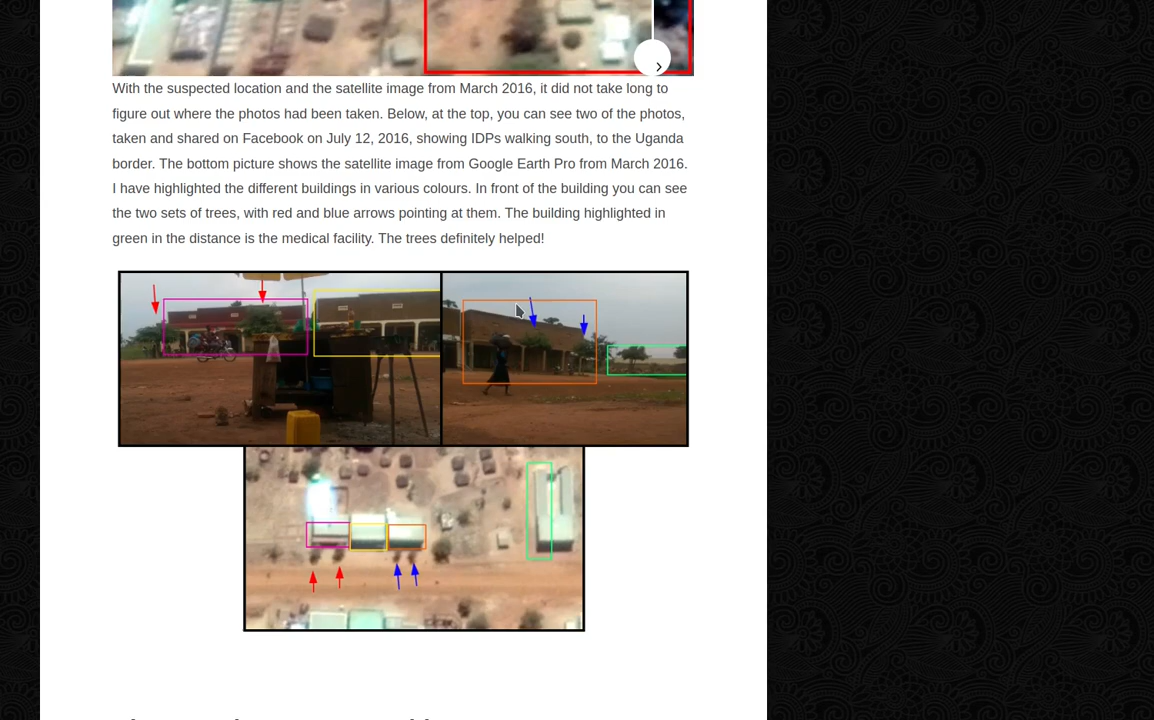 With the suspected location and the satellite image from March 2016, it did not take long to
figure out where the photos had been taken. Below, at the top, you can see two of the photos,
taken and shared on Facebook on July 12, 2016, showing IDPs walking south, to the Uganda
border. The bottom picture shows the satellite image from Google Earth Pro from March 2016.
I have highlighted the different buildings in various colours. In front of the building you can see
the two sets of trees, with red and blue arrows pointing at them. The building highlighted in
green in the distance is the medical facility. The trees definitely helped!